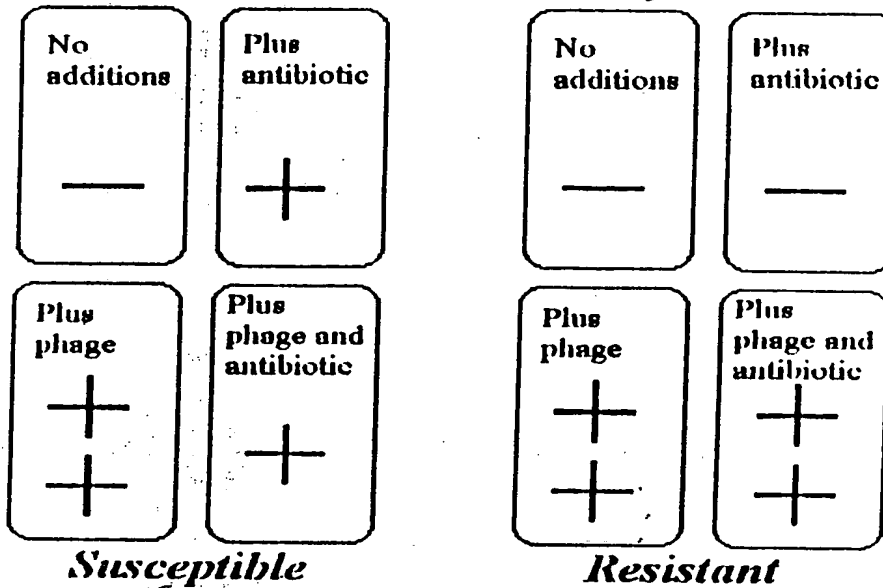 No
additions
—
Plus
antibiotic
+
Plus
phage
+
+
Plus
phage and
antibiotic
+
Susceptible
No
additions
—
Plus
antibiotic
—
Plus
phage
+
+
Plus
phage and
antibiotic
+
+
Resistant